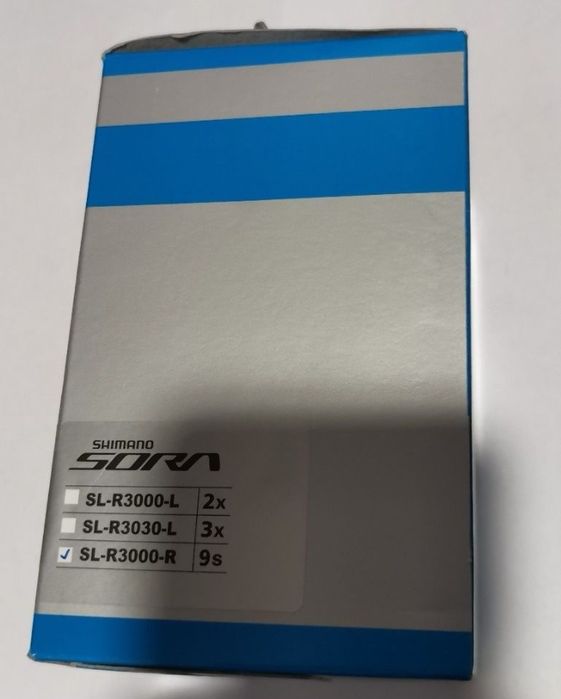 SHIMANO
SORA
SL-R3000-L 2x
SL-R3030-L 3x
✓ SL-R3000-R 9s